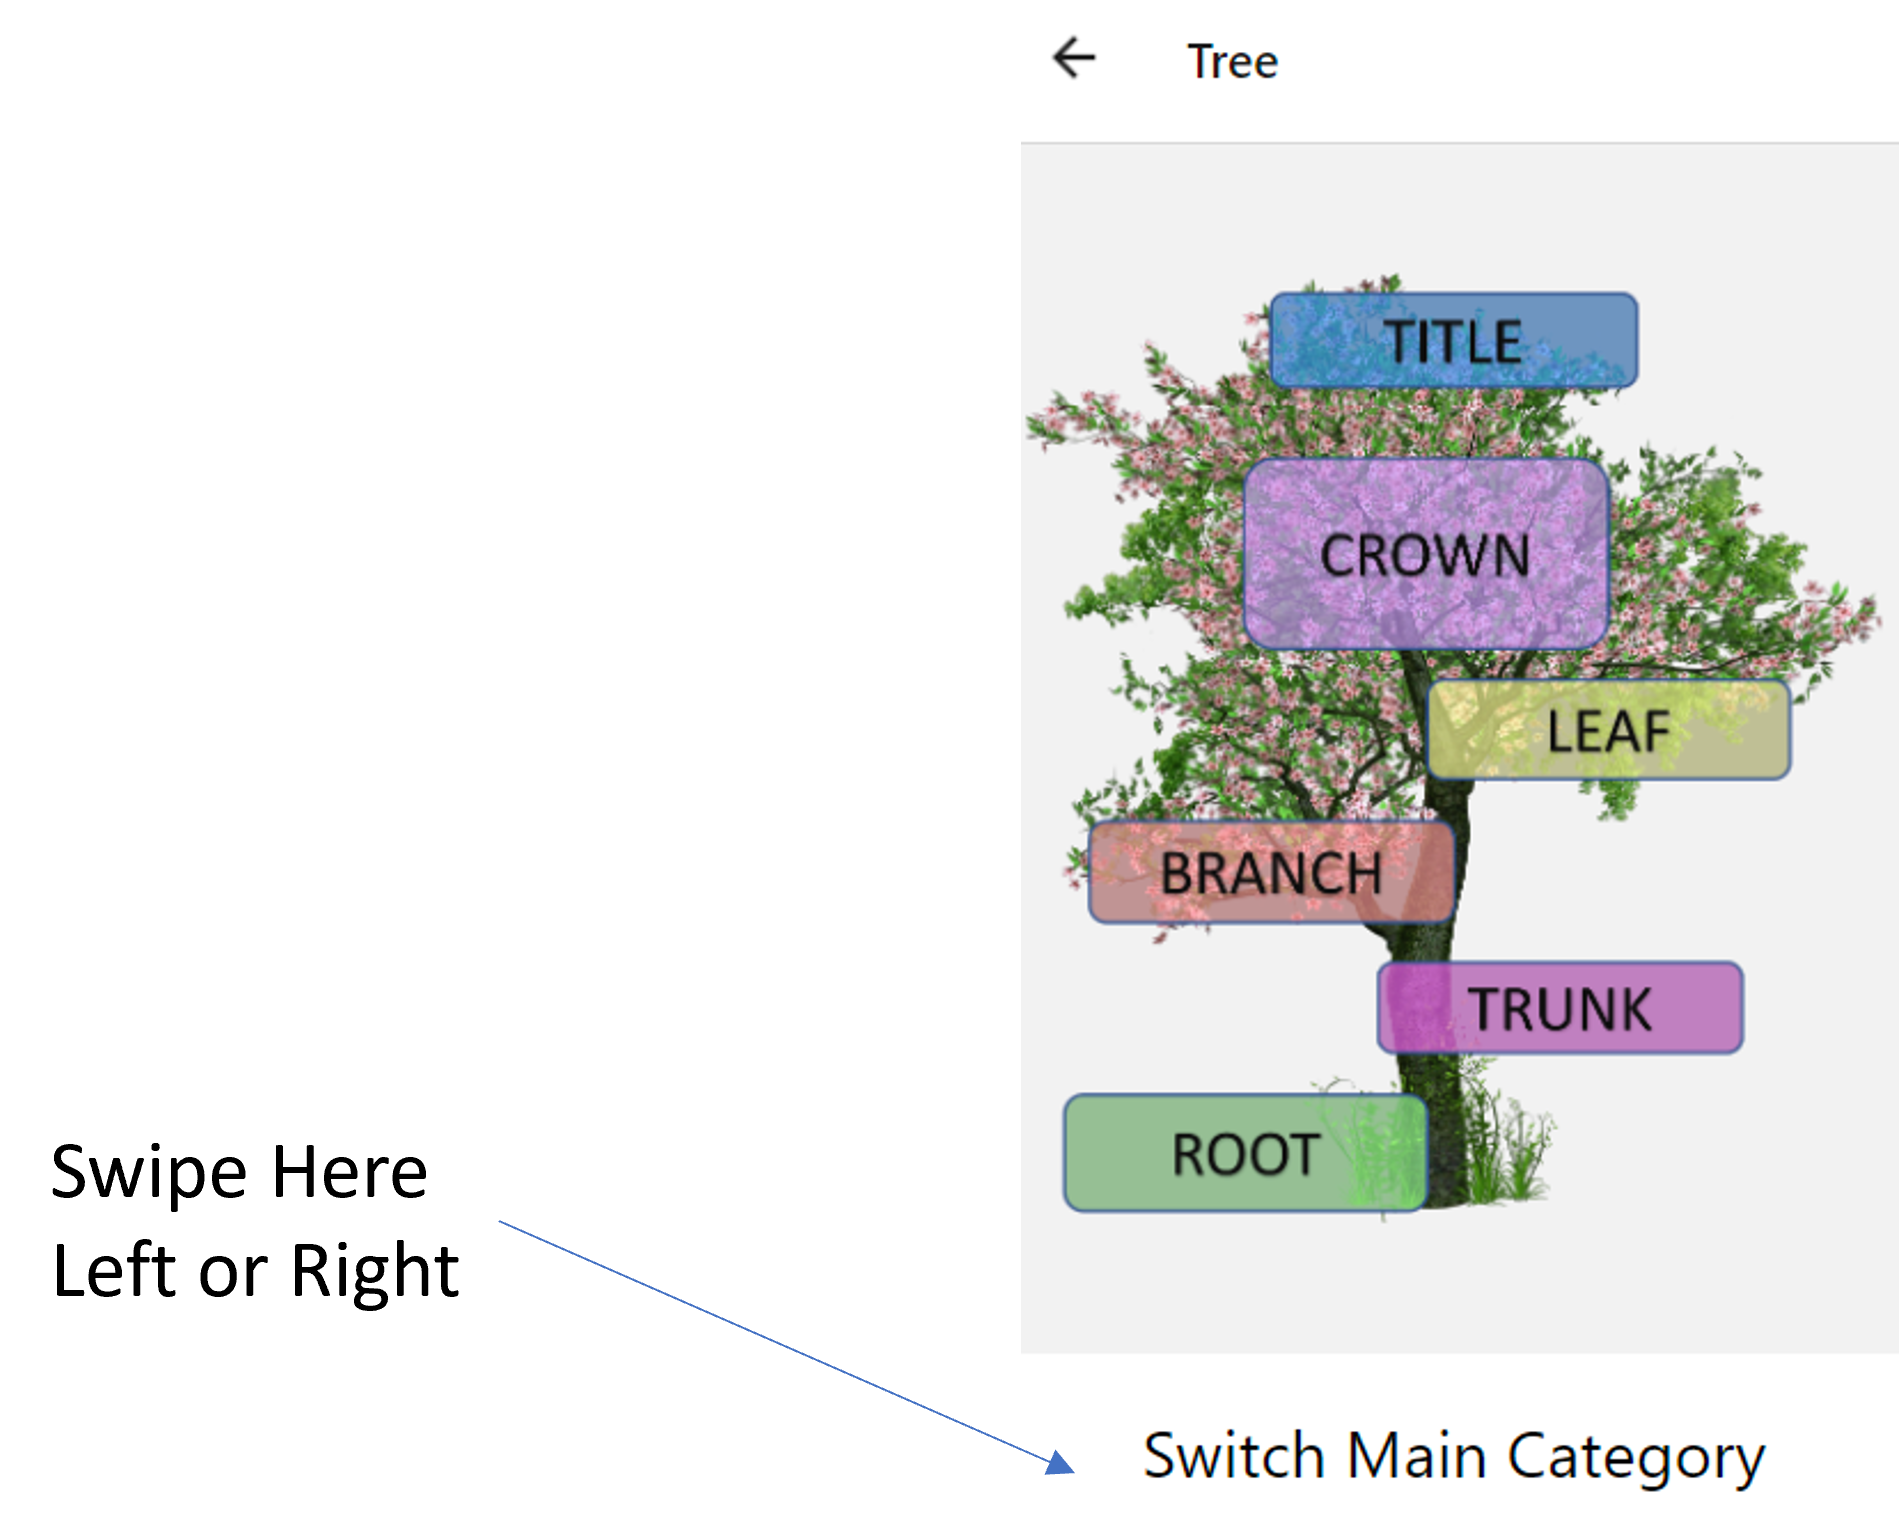 Tree
TITLE
CROWN
LEAF
BRANCH
TRUNK
ROOT
Swipe Here
Left or Right
Switch Main Category